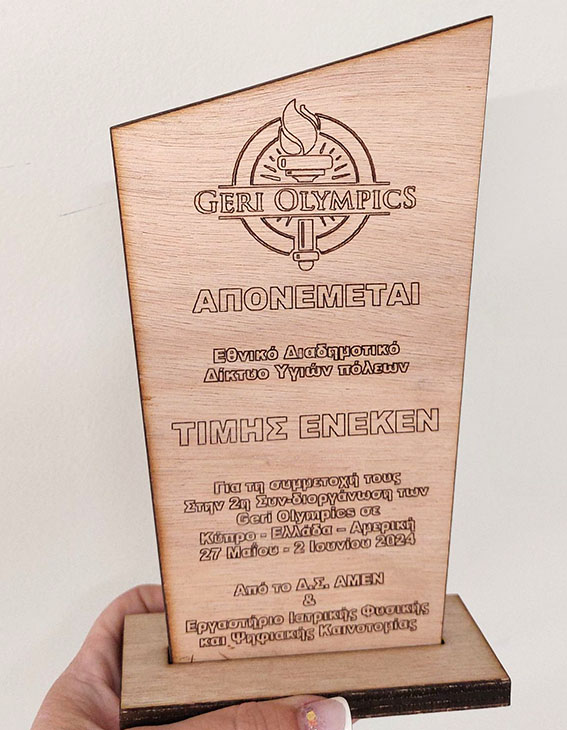 GERI OLYMPICS
ΑΠΟΝΕΜΕΤΑΙ
Εθνικό Διαδημοτικό
Δίκτυο Υγιών πόλεων
ΤΙΜΗΣ ΕΝΕΚΕΝ
Για τη συμμετοχή τους
Στην 2η Συν-διοργάνωση των
Geri Olympics σε
Κύπρο - Ελλάδα - Αμερική
27 Μαΐου - 2 Ιουνίου 2024
Από το Δ.Σ. ΑΜΕΝ
&
Εργαστήριο Ιατρικής Φυσικής
και Ψηφιακής Καινοτομίας